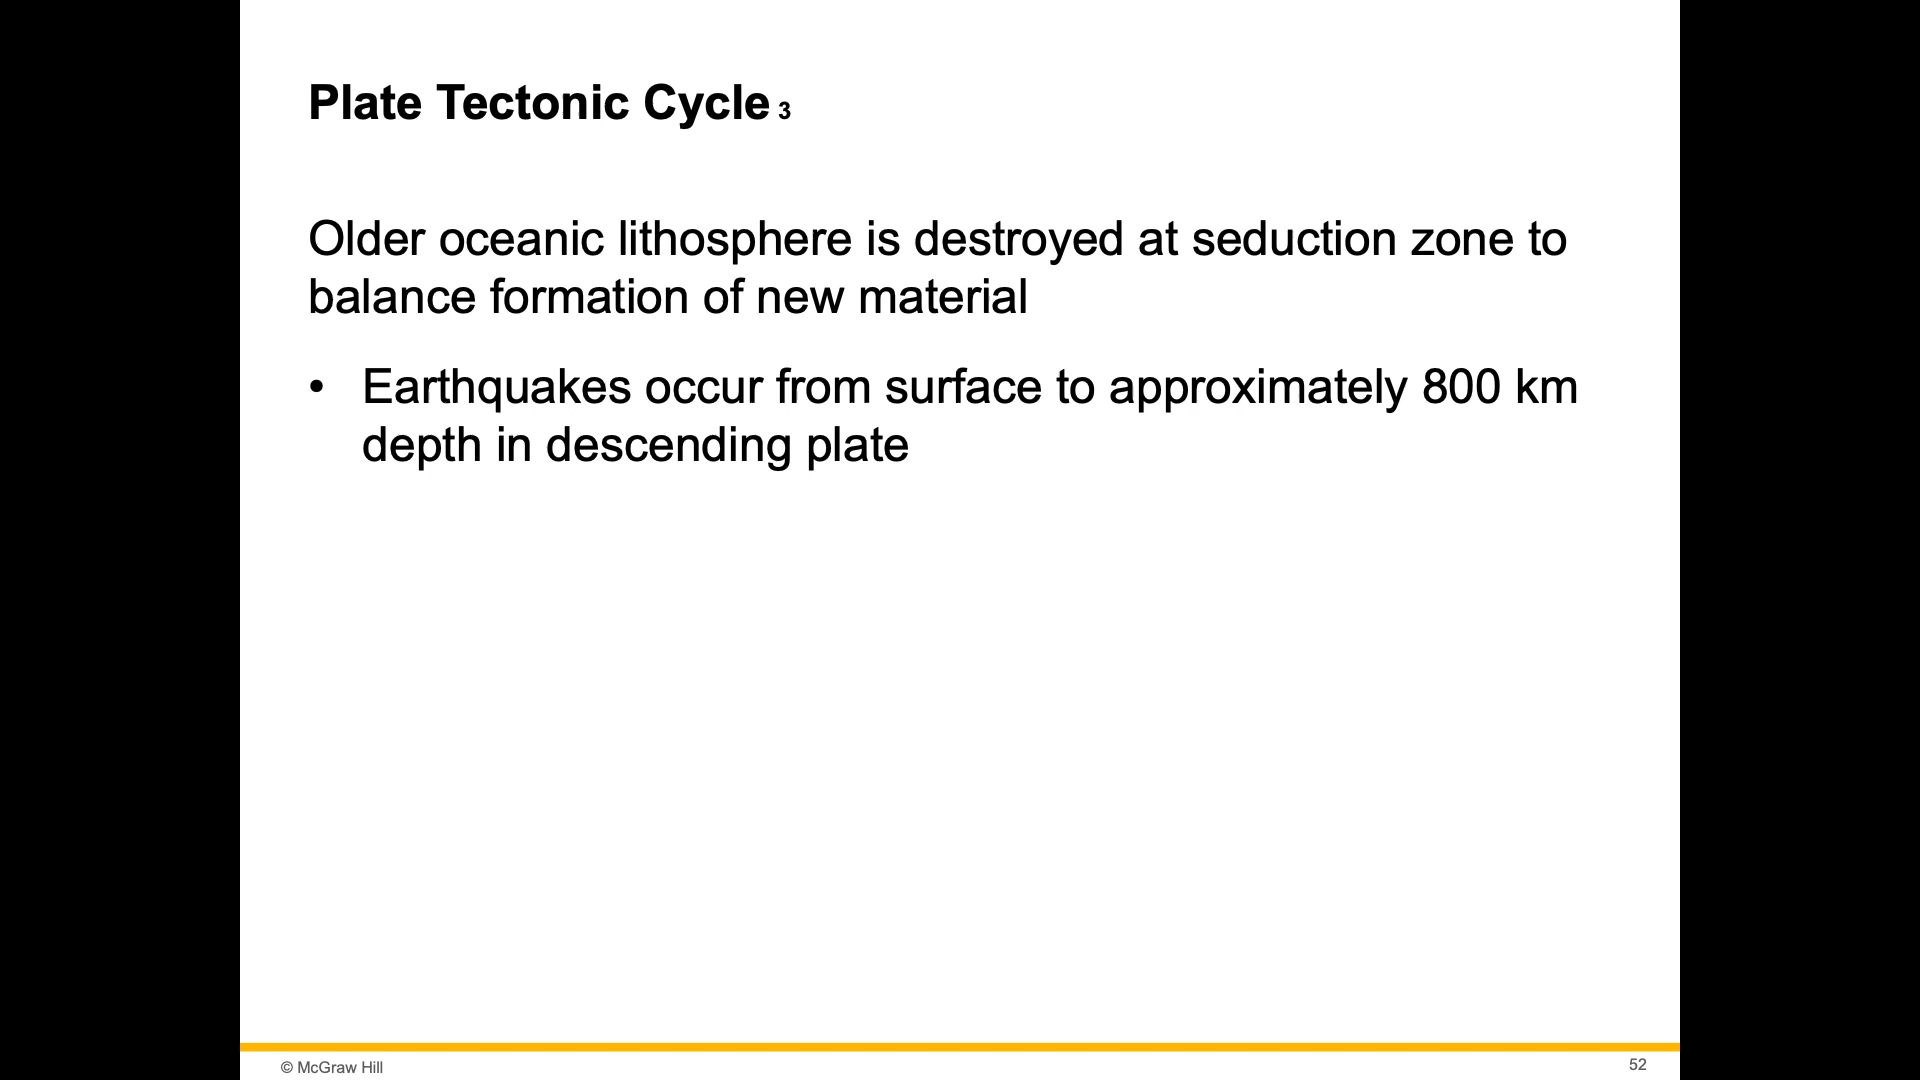 Plate Tectonic Cycle 3
Older oceanic lithosphere is destroyed at seduction zone to
balance formation of new material
• Earthquakes occur from surface to approximately 800 km
depth in descending plate
© McGraw Hill
52